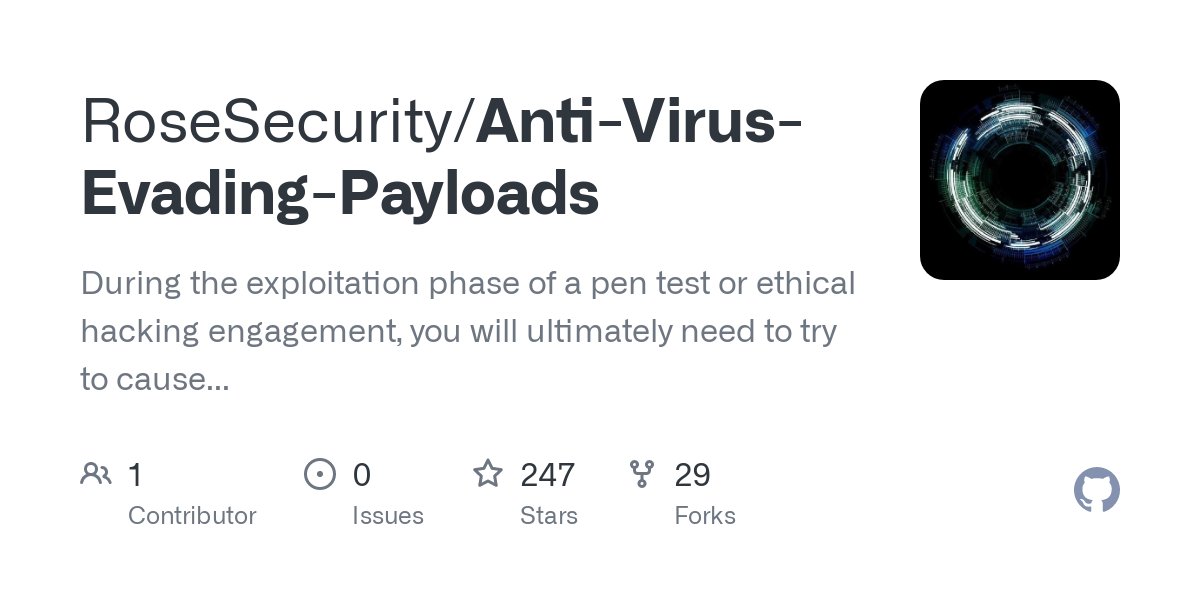 RoseSecurity/Anti-Virus-
Evading-Payloads
During the exploitation phase of a pen test or ethical
hacking engagement, you will ultimately need to try
to cause...
1
Contributor
0
Issues
247
Stars
29
Forks